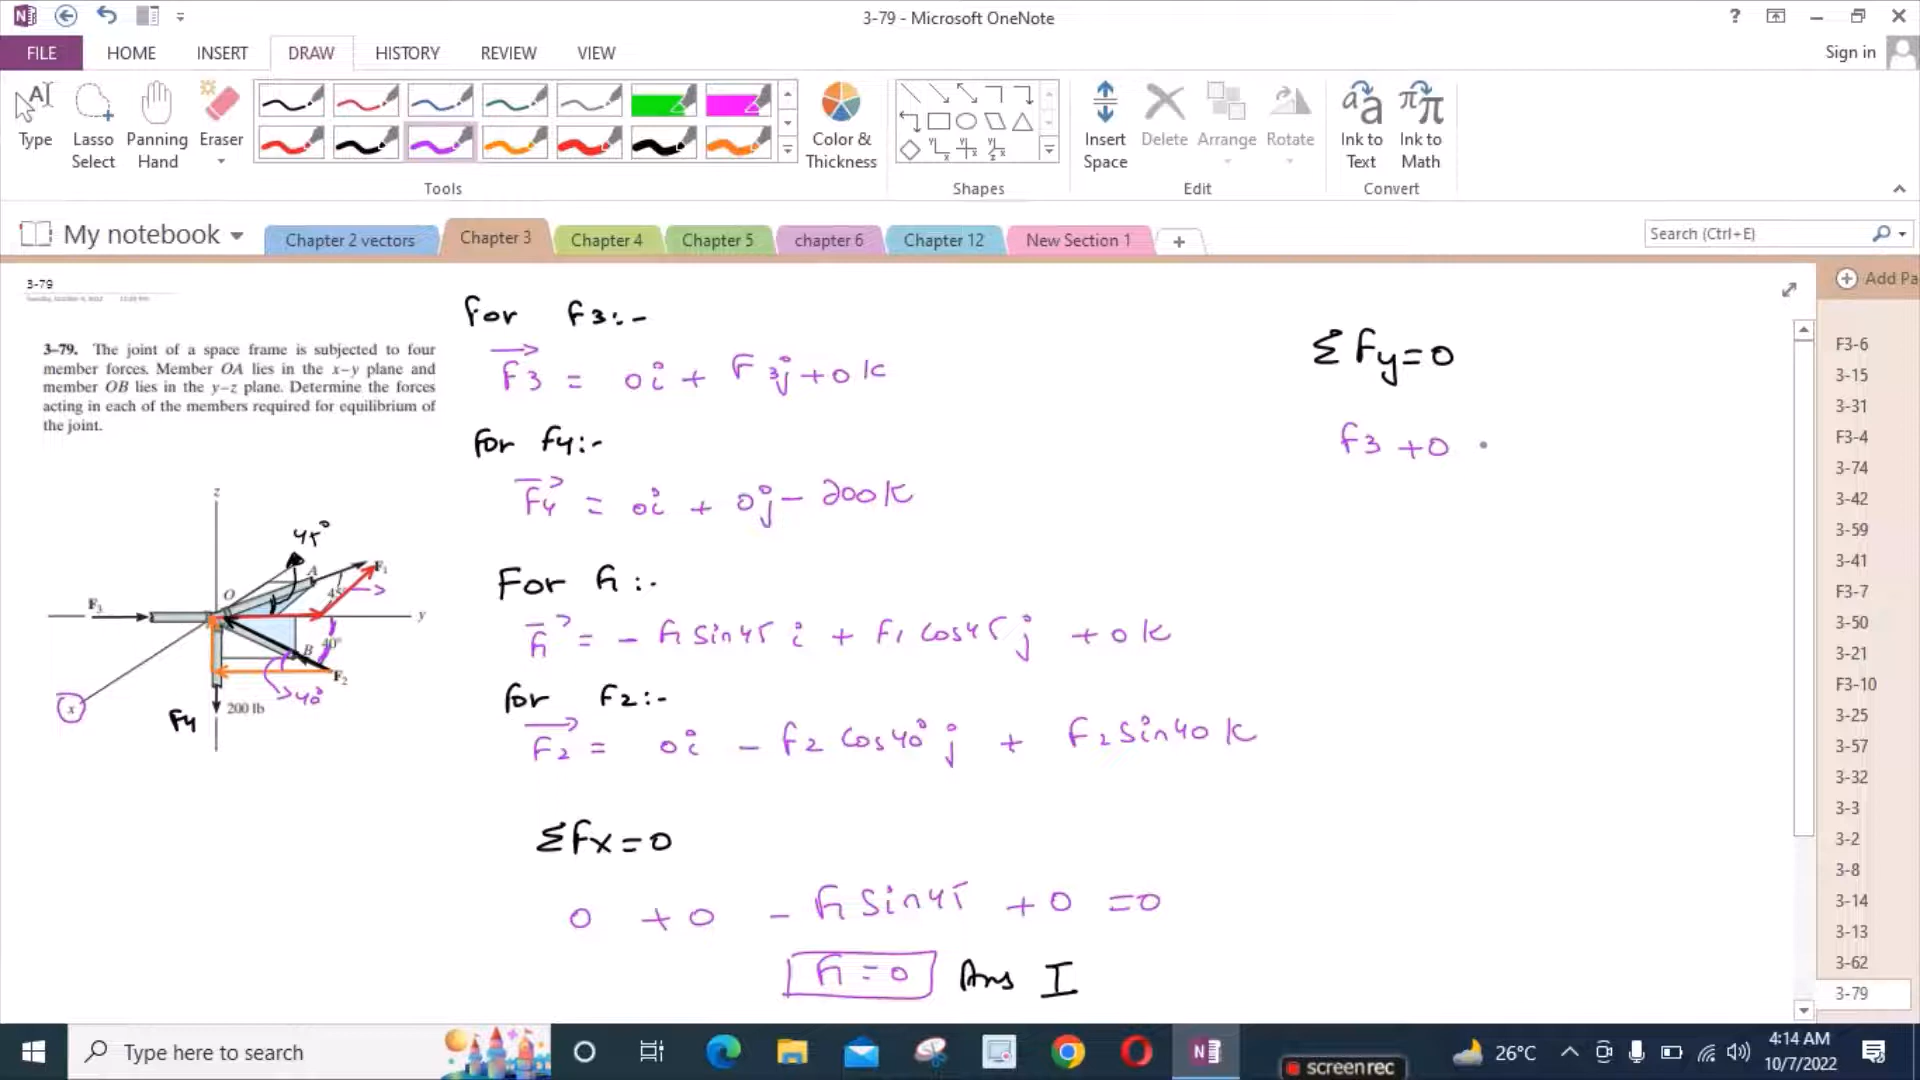 3-79 - Microsoft OneNote
FILE HOME INSERT DRAW HISTORY REVIEW VIEW
Sign in
Type
Lasso Select
Panning Hand
Eraser
Color & Thickness
Insert Space
Delete
Arrange
Rotate
Ink to Text
Ink to Math
Tools Shapes Edit Convert
My notebook
Chapter 2 vectors
Chapter 3
Chapter 4
Chapter 5
chapter 6
Chapter 12
New Section 1
Search (Ctrl+E)
Add Pa
3-79
3–79. The joint of a space frame is subjected to four
member forces. Member OA lies in the x–y plane and
member OB lies in the y–z plane. Determine the forces
acting in each of the members required for equilibrium of
the joint.
z
45°
A
F₁
45°
O
F₃
y
40°
B
F₂
40°
x
F4
200 lb
for F3:-
F3 = 0i + F3j + 0k
for F4:-
F4 = 0i + 0j - 200k
For F1:-
F1 = - F1 sin45 i + F1 cos45 j + 0k
for F2:-
F2 = 0i - F2 cos40° j + F2 sin40 k
ΣFx=0
0 + 0 - F1 sin45 + 0 = 0
F1 = 0 Ans I
ΣFy=0
F3 + 0
F3-6
3-15
3-31
F3-4
3-74
3-42
3-59
3-41
F3-7
3-50
3-21
F3-10
3-25
3-57
3-32
3-3
3-2
3-8
3-14
3-13
3-62
3-79
Type here to search
screenrec
26°C
4:14 AM
10/7/2022